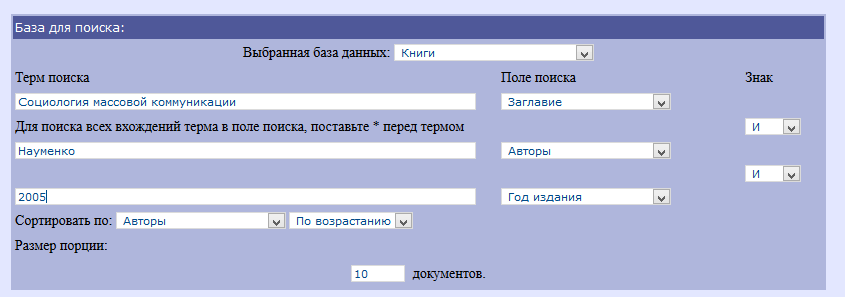 База для поиска:
Выбранная база данных: Книги
Терм поиска Поле поиска Знак
Социология массовой коммуникации Заглавие
Для поиска всех вхождений терма в поле поиска, поставьте * перед термом И
Науменко Авторы
И
2005 Год издания
Сортировать по: Авторы По возрастанию
Размер порции:
10 документов.